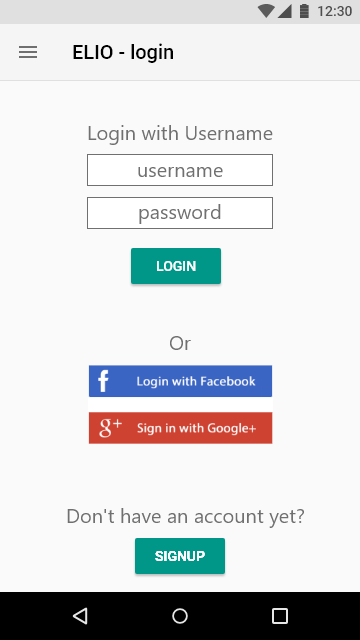 12:30
ELIO - login
Login with Username
username
password
LOGIN
Or
f Login with Facebook
g+ Sign in with Google+
Don't have an account yet?
SIGNUP